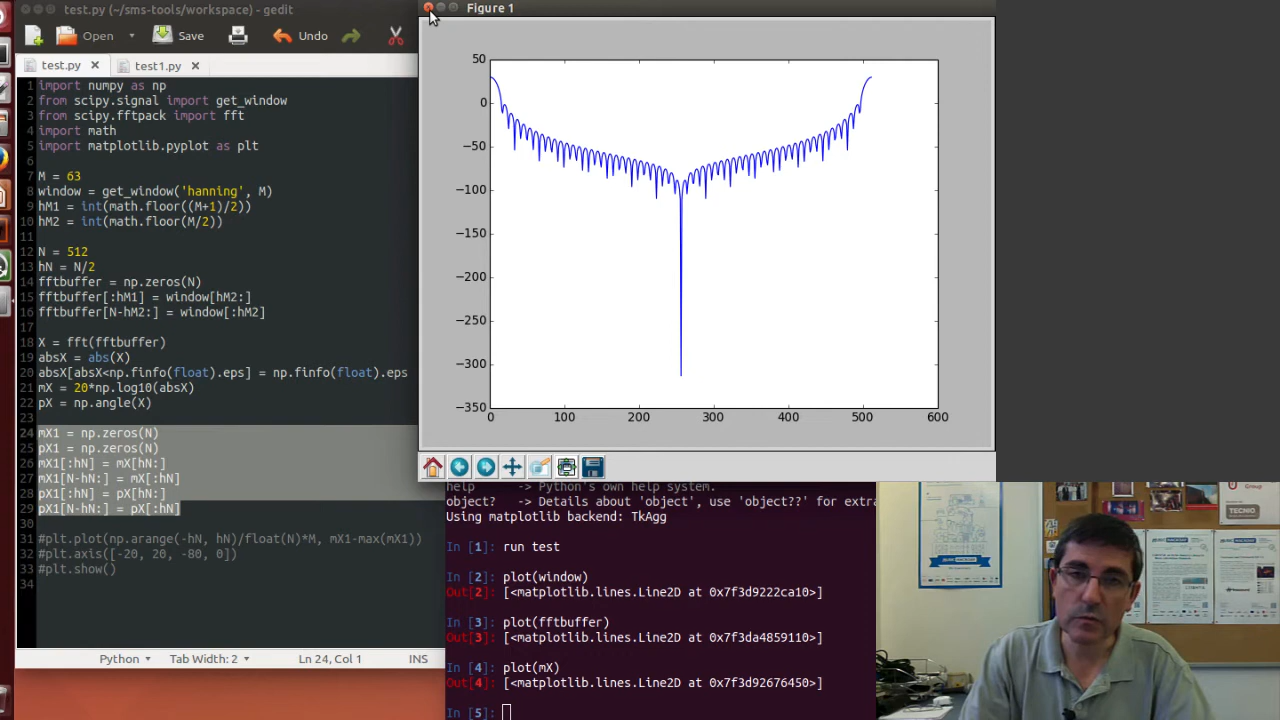 test.py (~/sms-tools/workspace) - gedit
Open
Save
Undo
test.py
test1.py
1 import numpy as np
2 from scipy.signal import get_window
3 from scipy.fftpack import fft
4 import math
5 import matplotlib.pyplot as plt
6
7 M = 63
8 window = get_window('hanning', M)
9 hM1 = int(math.floor((M+1)/2))
10 hM2 = int(math.floor(M/2))
11
12 N = 512
13 hN = N/2
14 fftbuffer = np.zeros(N)
15 fftbuffer[:hM1] = window[hM2:]
16 fftbuffer[N-hM2:] = window[:hM2]
17
18 X = fft(fftbuffer)
19 absX = abs(X)
20 absX[absX<np.finfo(float).eps] = np.finfo(float).eps
21 mX = 20*np.log10(absX)
22 pX = np.angle(X)
23
24 mX1 = np.zeros(N)
25 pX1 = np.zeros(N)
26 mX1[:hN] = mX[hN:]
27 mX1[N-hN:] = mX[:hN]
28 pX1[:hN] = pX[hN:]
29 pX1[N-hN:] = pX[:hN]
30
31 #plt.plot(np.arange(-hN, hN)/float(N)*M, mX1-max(mX1))
32 #plt.axis([-20, 20, -80, 0])
33 #plt.show()
34
Python
Tab Width: 2
Ln 24, Col 1
INS
Figure 1
50
0
−50
−100
−150
−200
−250
−300
−350
0 100 200 300 400 500 600
help -> Python's own help system.
object? -> Details about 'object', use 'object??' for extra
Using matplotlib backend: TkAgg
In [1]: run test
In [2]: plot(window)
Out[2]: [<matplotlib.lines.Line2D at 0x7f3d9222ca10>]
In [3]: plot(fftbuffer)
Out[3]: [<matplotlib.lines.Line2D at 0x7f3da4859110>]
In [4]: plot(mX)
Out[4]: [<matplotlib.lines.Line2D at 0x7f3d92676450>]
In [5]: